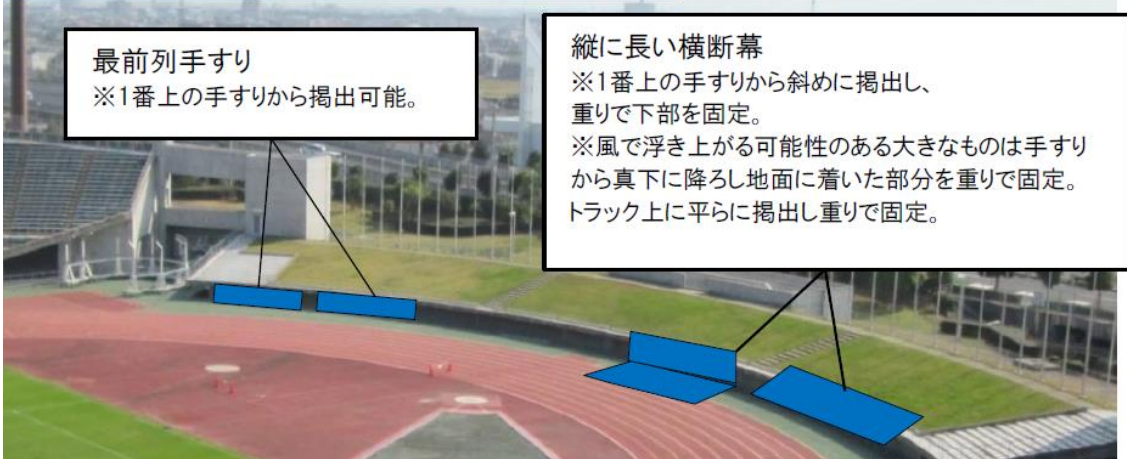 最前列手すり
※1番上の手すりから掲出可能。
縦に長い横断幕
※1番上の手すりから斜めに掲出し、
重りで下部を固定。
※風で浮き上がる可能性のある大きなものは手すり
から真下に降ろし地面に着いた部分を重りで固定。
トラック上に平らに掲出し重りで固定。